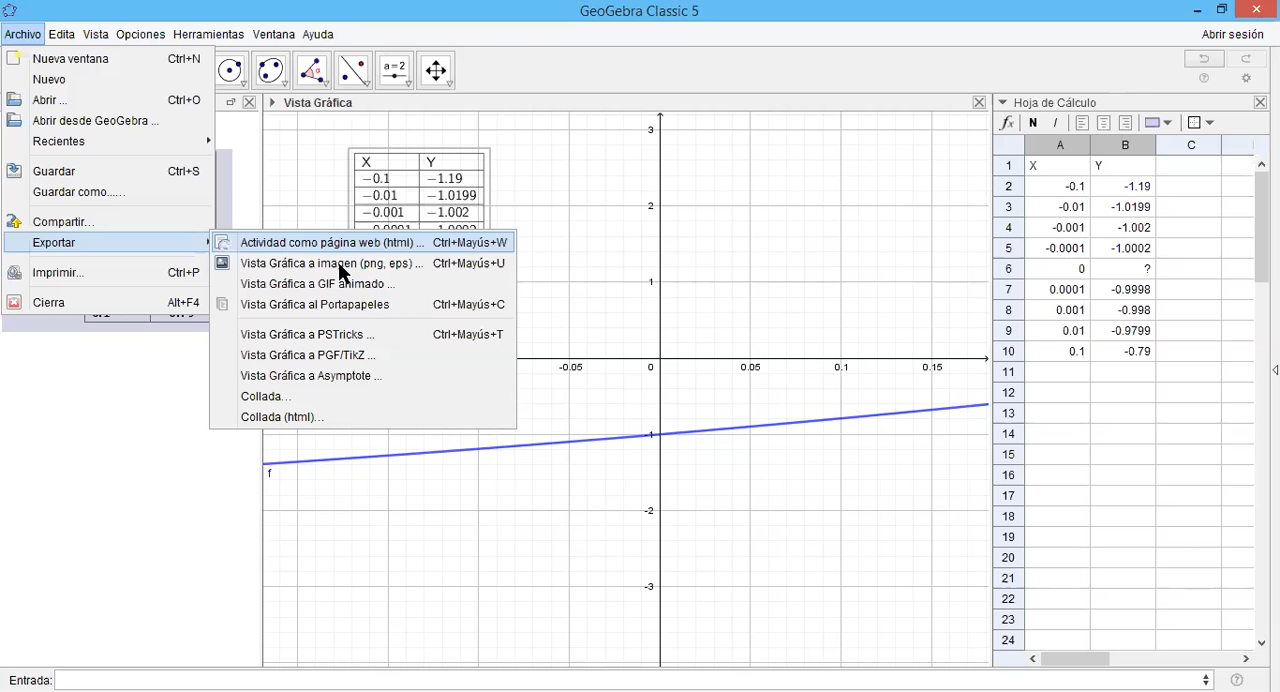 GeoGebra Classic 5
Archivo Edita Vista Opciones Herramientas Ventana Ayuda Abrir sesión
Nueva ventana Ctrl+N
Nuevo
Abrir ... Ctrl+O
Abrir desde GeoGebra ...
Recientes
Guardar Ctrl+S
Guardar como......
Compartir...
Exportar
Imprimir... Ctrl+P
Cierra Alt+F4
Actividad como página web (html) ... Ctrl+Mayús+W
Vista Gráfica a imagen (png, eps) ... Ctrl+Mayús+U
Vista Gráfica a GIF animado ...
Vista Gráfica al Portapapeles Ctrl+Mayús+C
Vista Gráfica a PSTricks ... Ctrl+Mayús+T
Vista Gráfica a PGF/TikZ ...
Vista Gráfica a Asymptote ...
Collada...
Collada (html)...
a=2
Vista Gráfica
X Y
−0.1 −1.19
−0.01 −1.0199
−0.001 −1.002
3
2
1
-0.05 0 0.05 0.1 0.15
-1
-2
-3
f
Hoja de Cálculo
fx N I
A B C
1 X Y
2 -0.1 -1.19
3 -0.01 -1.0199
4 -0.001 -1.002
5 -0.0001 -1.0002
6 0 ?
7 0.0001 -0.9998
8 0.001 -0.998
9 0.01 -0.9799
10 0.1 -0.79
11
12
13
14
15
16
17
18
19
20
21
22
23
24
Entrada: